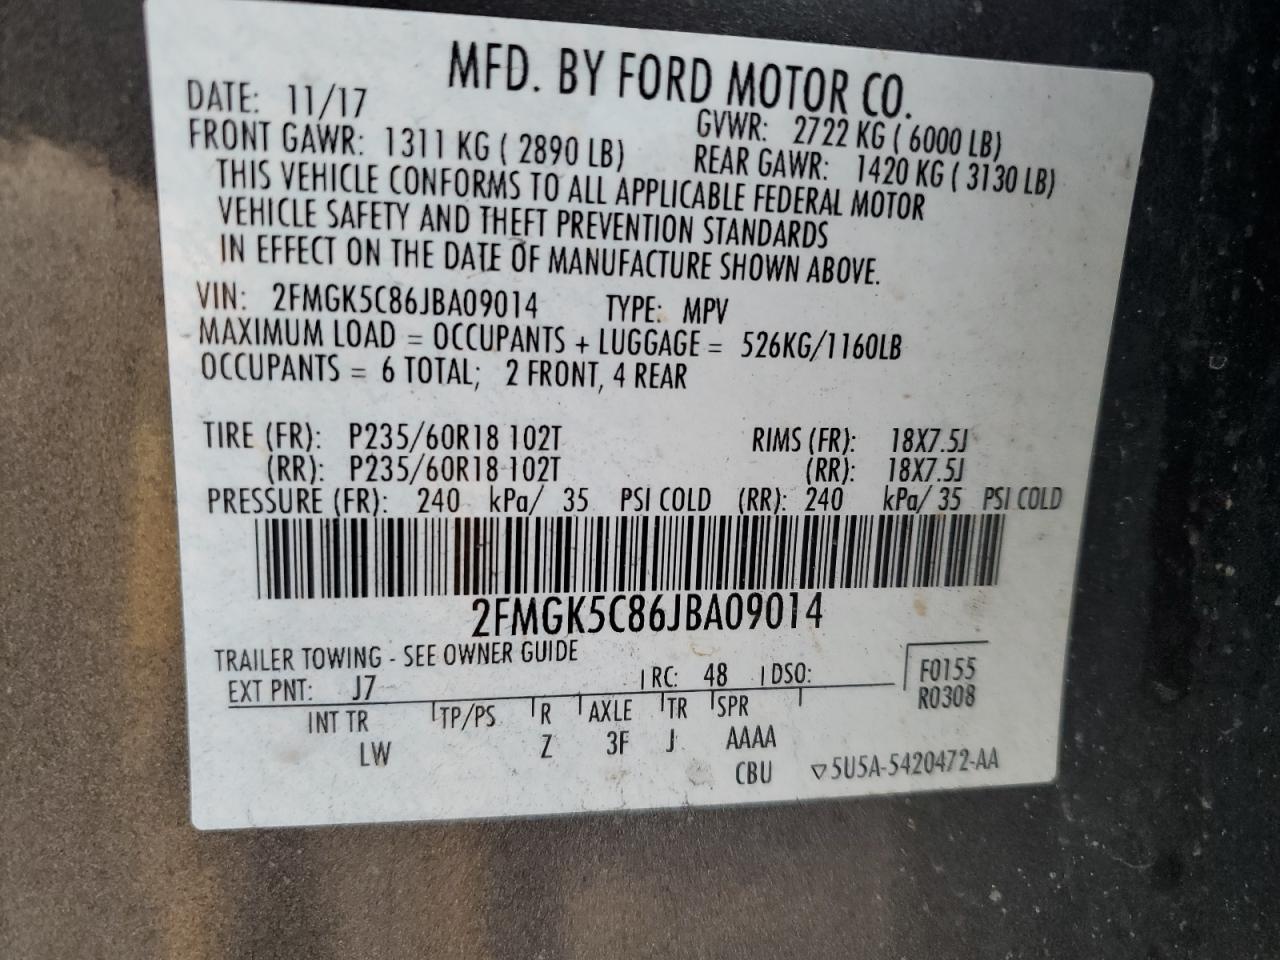 MFD. BY FORD MOTOR CO.
DATE: 11/17 GVWR: 2722 KG ( 6000 LB)
FRONT GAWR: 1311 KG ( 2890 LB) REAR GAWR: 1420 KG ( 3130 LB)
THIS VEHICLE CONFORMS TO ALL APPLICABLE FEDERAL MOTOR
VEHICLE SAFETY AND THEFT PREVENTION STANDARDS
IN EFFECT ON THE DATE OF MANUFACTURE SHOWN ABOVE.
VIN: 2FMGK5C86JBA09014 TYPE: MPV
MAXIMUM LOAD = OCCUPANTS + LUGGAGE = 526KG/1160LB
OCCUPANTS = 6 TOTAL; 2 FRONT, 4 REAR
TIRE (FR): P235/60R18 102T RIMS (FR): 18X7.5J
(RR): P235/60R18 102T (RR): 18X7.5J
PRESSURE (FR): 240 kPa/ 35 PSI COLD (RR): 240 kPa/ 35 PSI COLD
2FMGK5C86JBA09014
TRAILER TOWING - SEE OWNER GUIDE
EXT PNT: J7 RC: 48 DSO: F0155
R0308
INT TR TP/PS R AXLE TR SPR
LW Z 3F J AAAA
CBU ▽5U5A-5420472-AA